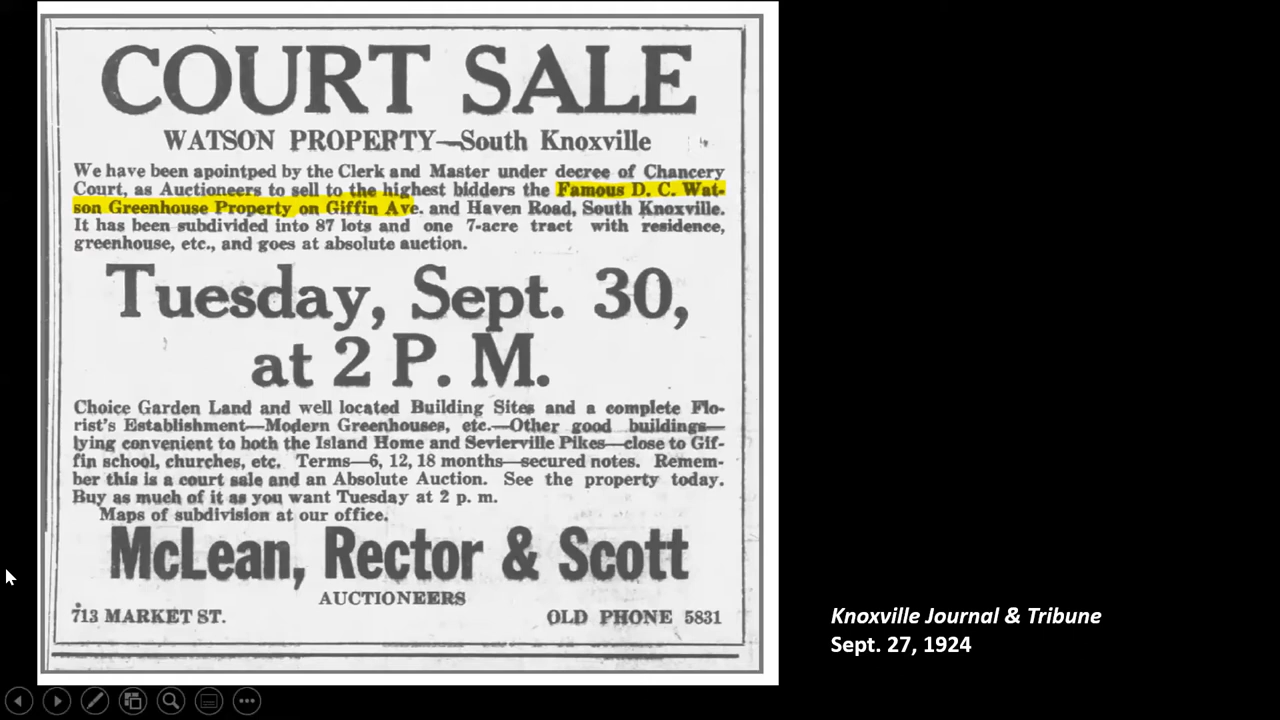 COURT SALE
WATSON PROPERTY—South Knoxville
We have been apointped by the Clerk and Master under decree of Chancery
Court, as Auctioneers to sell to the highest bidders the Famous D. C. Wat-
son Greenhouse Property on Giffin Ave. and Haven Road, South Knoxville.
It has been subdivided into 87 lots and one 7-acre tract with residence,
greenhouse, etc., and goes at absolute auction.
Tuesday, Sept. 30,
at 2 P. M.
Choice Garden Land and well located Building Sites and a complete Flo-
rist's Establishment—Modern Greenhouses, etc.—Other good buildings—
lying convenient to both the Island Home and Sevierville Pikes—close to Gif-
fin school, churches, etc. Terms—6, 12, 18 months—secured notes. Remem-
ber this is a court sale and an Absolute Auction. See the property today.
Buy as much of it as you want Tuesday at 2 p. m.
Maps of subdivision at our office.
McLean, Rector & Scott
AUCTIONEERS
713 MARKET ST. OLD PHONE 5831
Knoxville Journal & Tribune
Sept. 27, 1924